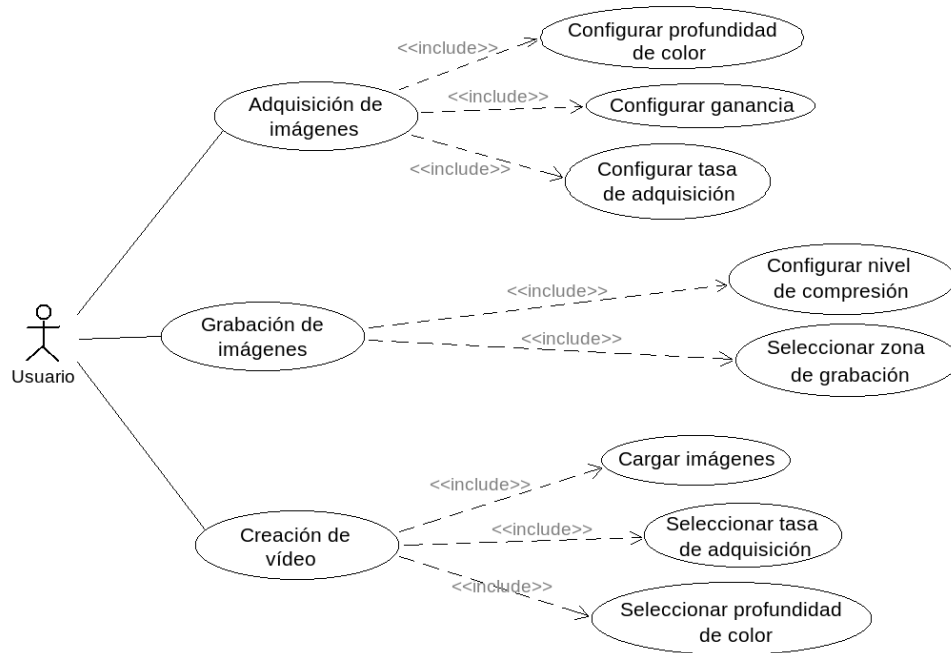 Configurar profundidad
de color
<<include>>
Adquisición de
imágenes
<<include>>
Configurar ganancia
<<include>>
Configurar tasa
de adquisición
Configurar nivel
de compresión
<<include>>
Grabación de
imágenes
<<include>>
Seleccionar zona
de grabación
Usuario
Cargar imágenes
<<include>>
Creación de
vídeo
<<include>>
Seleccionar tasa
de adquisición
<<include>>
Seleccionar profundidad
de color